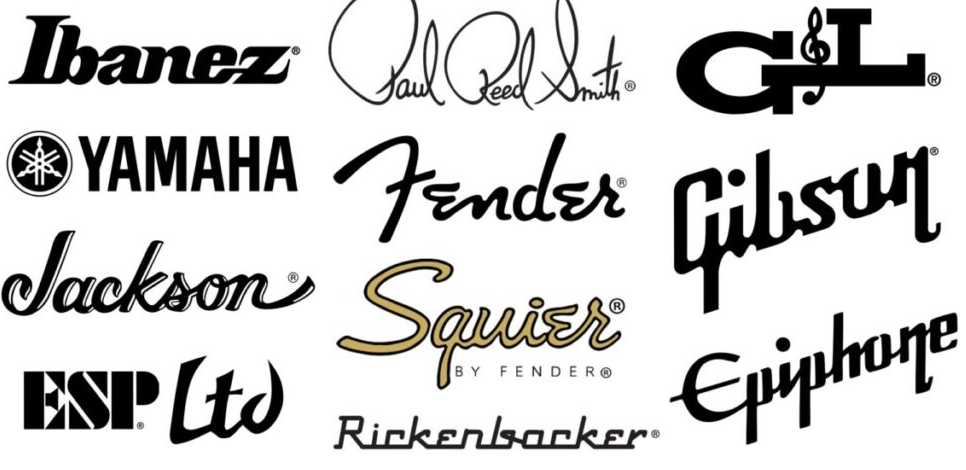 Ibanez®
YAMAHA
Jackson®
ESP® Ltd
Paul Reed Smith®
Fender®
Squier®
BY FENDER®
Rickenbacker®
G&L®
Gibson®
Epiphone